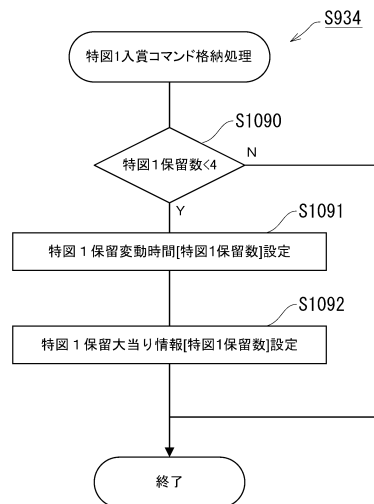 S934
特図1入賞コマンド格納処理
S1090
特図1保留数<4
N
Y
S1091
特図1保留変動時間[特図1保留数]設定
S1092
特図1保留大当り情報[特図1保留数]設定
終了